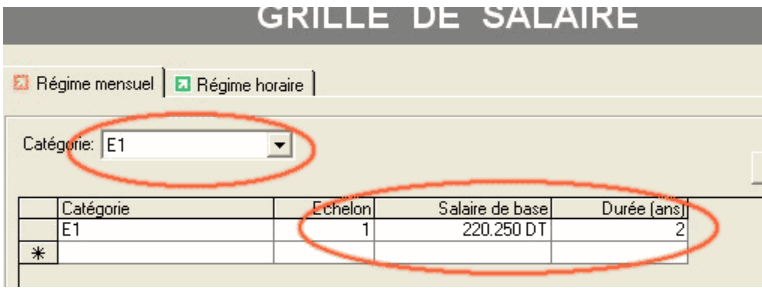 GRILLE DE SALAIRE
Régime mensuel Régime horaire
Catégorie: E1
Catégorie Echelon Salaire de base Durée (ans)
E1 1 220.250 DT 2